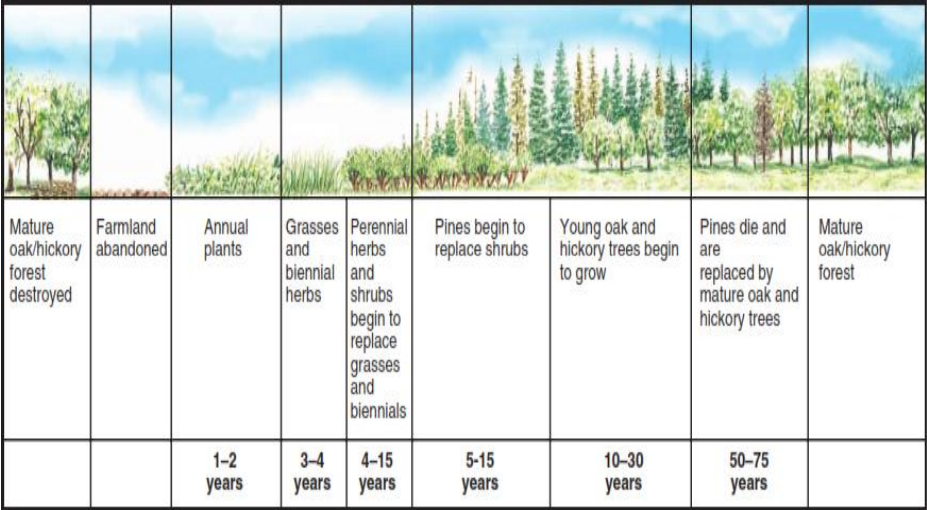 Mature
oak/hickory
forest
destroyed
Farmland
abandoned
Annual
plants
Grasses
and
biennial
herbs
Perennial
herbs
and
shrubs
begin to
replace
grasses
and
biennials
Pines begin to
replace shrubs
Young oak and
hickory trees begin
to grow
Pines die and
are
replaced by
mature oak and
hickory trees
Mature
oak/hickory
forest
1–2
years
3–4
years
4–15
years
5-15
years
10–30
years
50–75
years